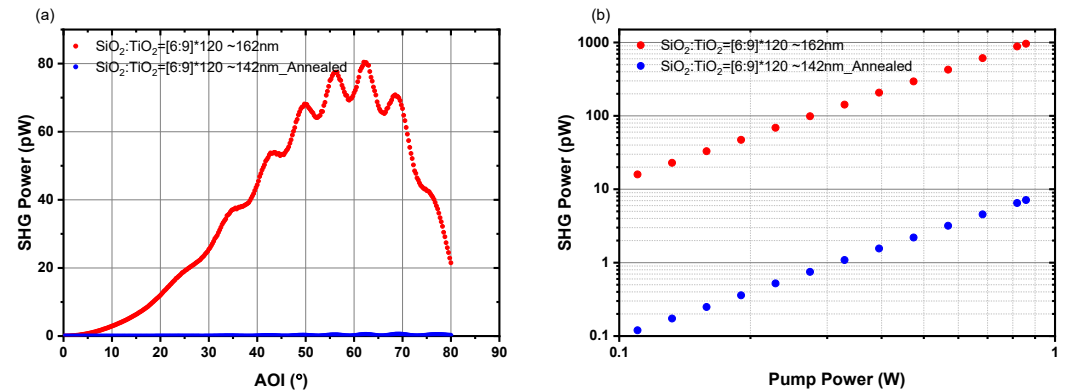 (a)
SiO₂:TiO₂=[6:9]*120 ~162nm
SiO₂:TiO₂=[6:9]*120 ~142nm_Annealed
80
60
40
20
0
SHG Power (pW)
0 10 20 30 40 50 60 70 80 90
AOI (º)
(b)
SiO₂:TiO₂=[6:9]*120 ~162nm
SiO₂:TiO₂=[6:9]*120 ~142nm_Annealed
1000
100
10
1
0.1
SHG Power (pW)
0.1 1
Pump Power (W)